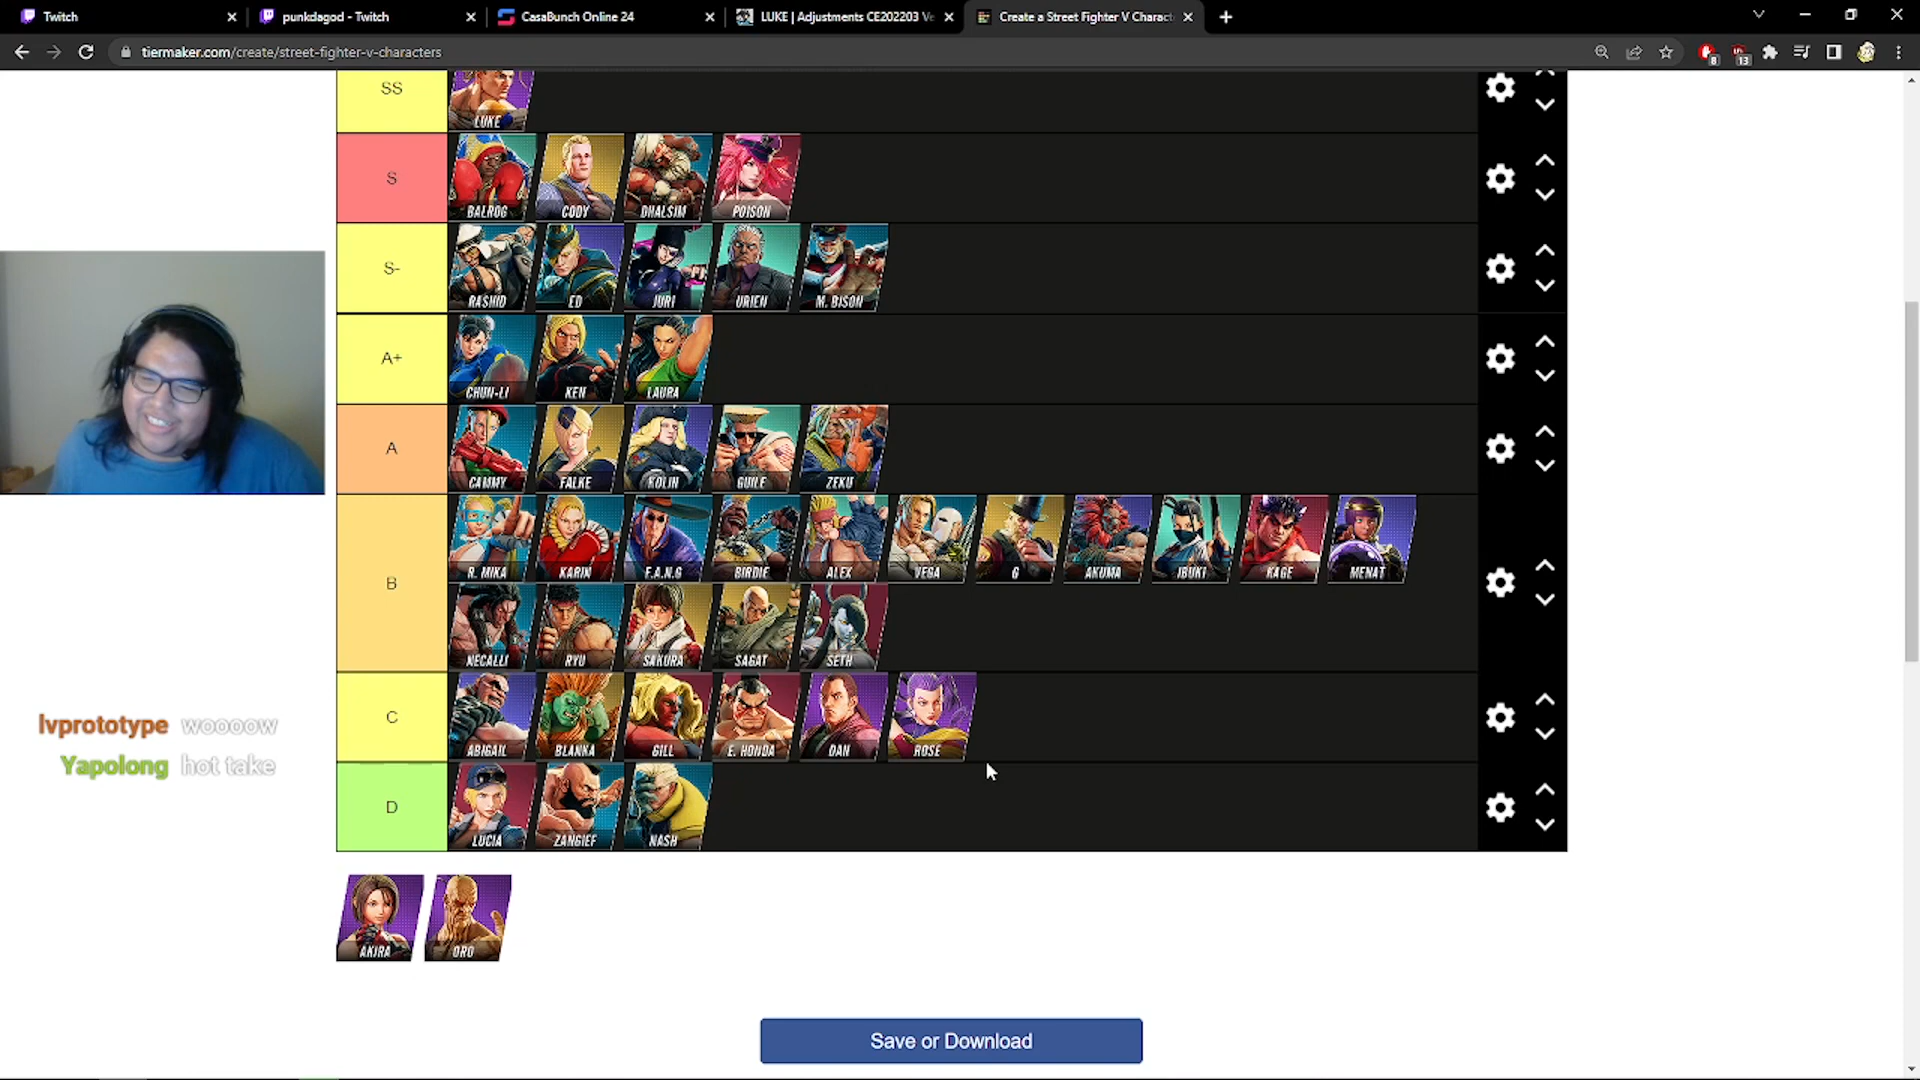 Twitch
punkdagod - Twitch
CasaBunch Online 24
LUKE | Adjustments CE202203 Ve
Create a Street Fighter V Charact
tiermaker.com/create/street-fighter-v-characters
8
13
SS
LUKE
S
BALROG CODY DHALSIM POISON
S-
RASHID ED JURI URIEN M. BISON
A+
CHUN-LI KEN LAURA
A
CAMMY FALKE KOLIN GUILE ZEKU
B
R. MIKA KARIN F.A.N.G BIRDIE ALEX VEGA G AKUMA IBUKI KAGE MENAT
NECALLI RYU SAKURA SAGAT SETH
C
ABIGAIL BLANKA GILL E. HONDA DAN ROSE
D
LUCIA ZANGIEF NASH
AKIRA ORO
Save or Download
lvprototype woooow
Yapolong hot take